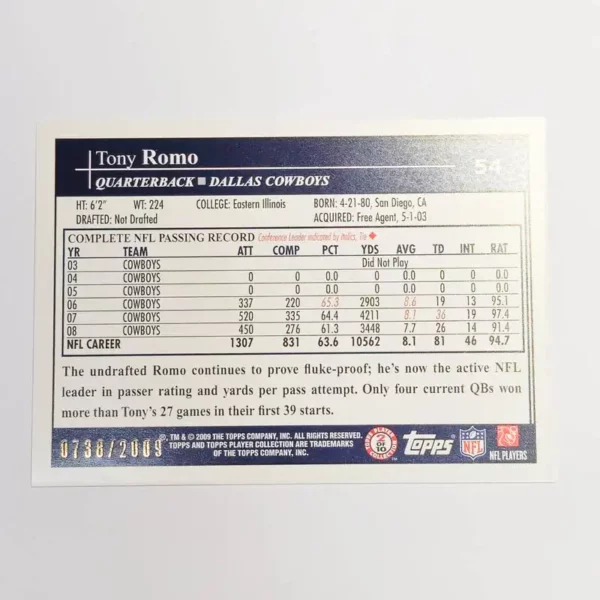 Tony Romo
54
QUARTERBACK ■ DALLAS COWBOYS
HT: 6'2" WT: 224 COLLEGE: Eastern Illinois BORN: 4-21-80, San Diego, CA
DRAFTED: Not Drafted ACQUIRED: Free Agent, 5-1-03
COMPLETE NFL PASSING RECORD Conference Leader indicated by Italics, Tie ◆
YR TEAM ATT COMP PCT YDS AVG TD INT RAT
03 COWBOYS Did Not Play
04 COWBOYS 0 0 0.0 0 0.0 0 0 0.0
05 COWBOYS 0 0 0.0 0 0.0 0 0 0.0
06 COWBOYS 337 220 65.3 2903 8.6 19 13 95.1
07 COWBOYS 520 335 64.4 4211 8.1 36 19 97.4
08 COWBOYS 450 276 61.3 3448 7.7 26 14 91.4
NFL CAREER 1307 831 63.6 10562 8.1 81 46 94.7
The undrafted Romo continues to prove fluke-proof; he's now the active NFL
leader in passer rating and yards per pass attempt. Only four current QBs won
more than Tony's 27 games in their first 39 starts.
0738/2009
®, TM & © 2009 THE TOPPS COMPANY, INC. ALL RIGHTS RESERVED.
TOPPS AND TOPPS PLAYER COLLECTION ARE TRADEMARKS
OF THE TOPPS COMPANY, INC.
2 OF 10
Topps
NFL
NFL PLAYERS